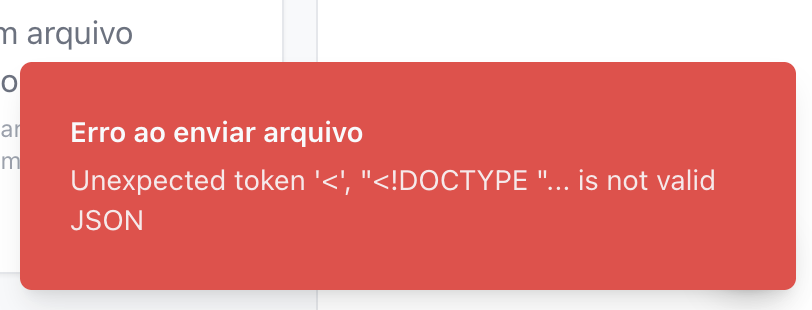 m arquivo
o
ar
m
Erro ao enviar arquivo
Unexpected token '<', "<!DOCTYPE "... is not valid
JSON